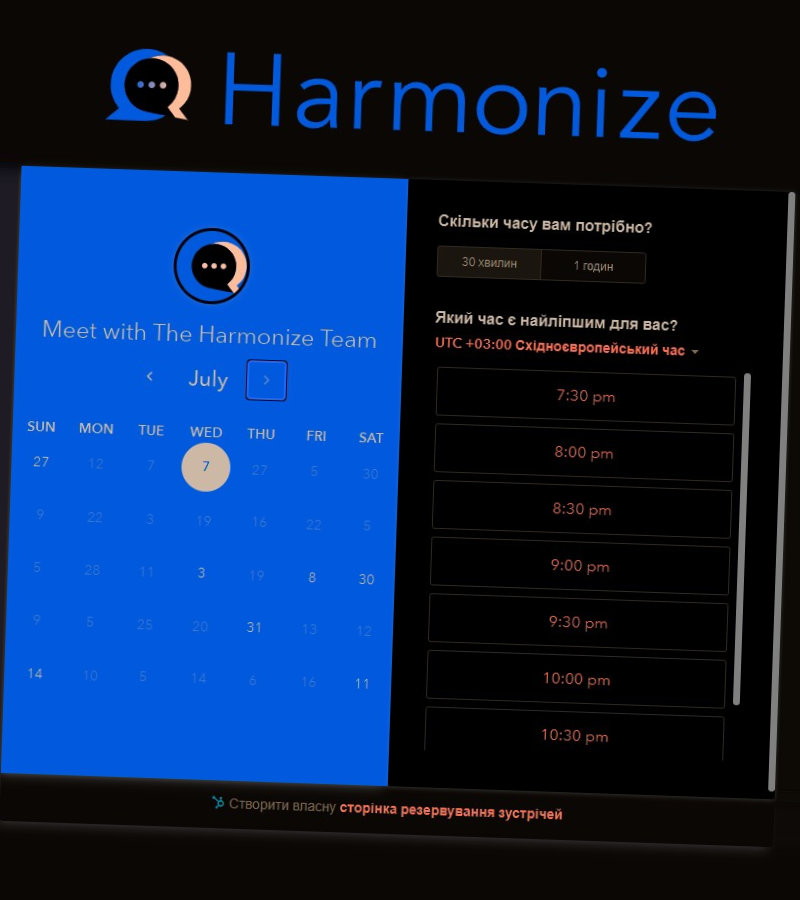 Harmonize
Meet with The Harmonize Team
July
SUN MON TUE WED THU FRI SAT
27 12 7 7 27 5 30
9 22 3 19 16 22 5
5 28 11 3 19 8 30
9 5 25 20 31 13 12
14 10 5 14 6 16 11
Скільки часу вам потрібно?
30 хвилин 1 годин
Який час є найліпшим для вас?
UTC +03:00 Східноєвропейський час
7:30 pm
8:00 pm
8:30 pm
9:00 pm
9:30 pm
10:00 pm
10:30 pm
Створити власну сторінка резервування зустрічей